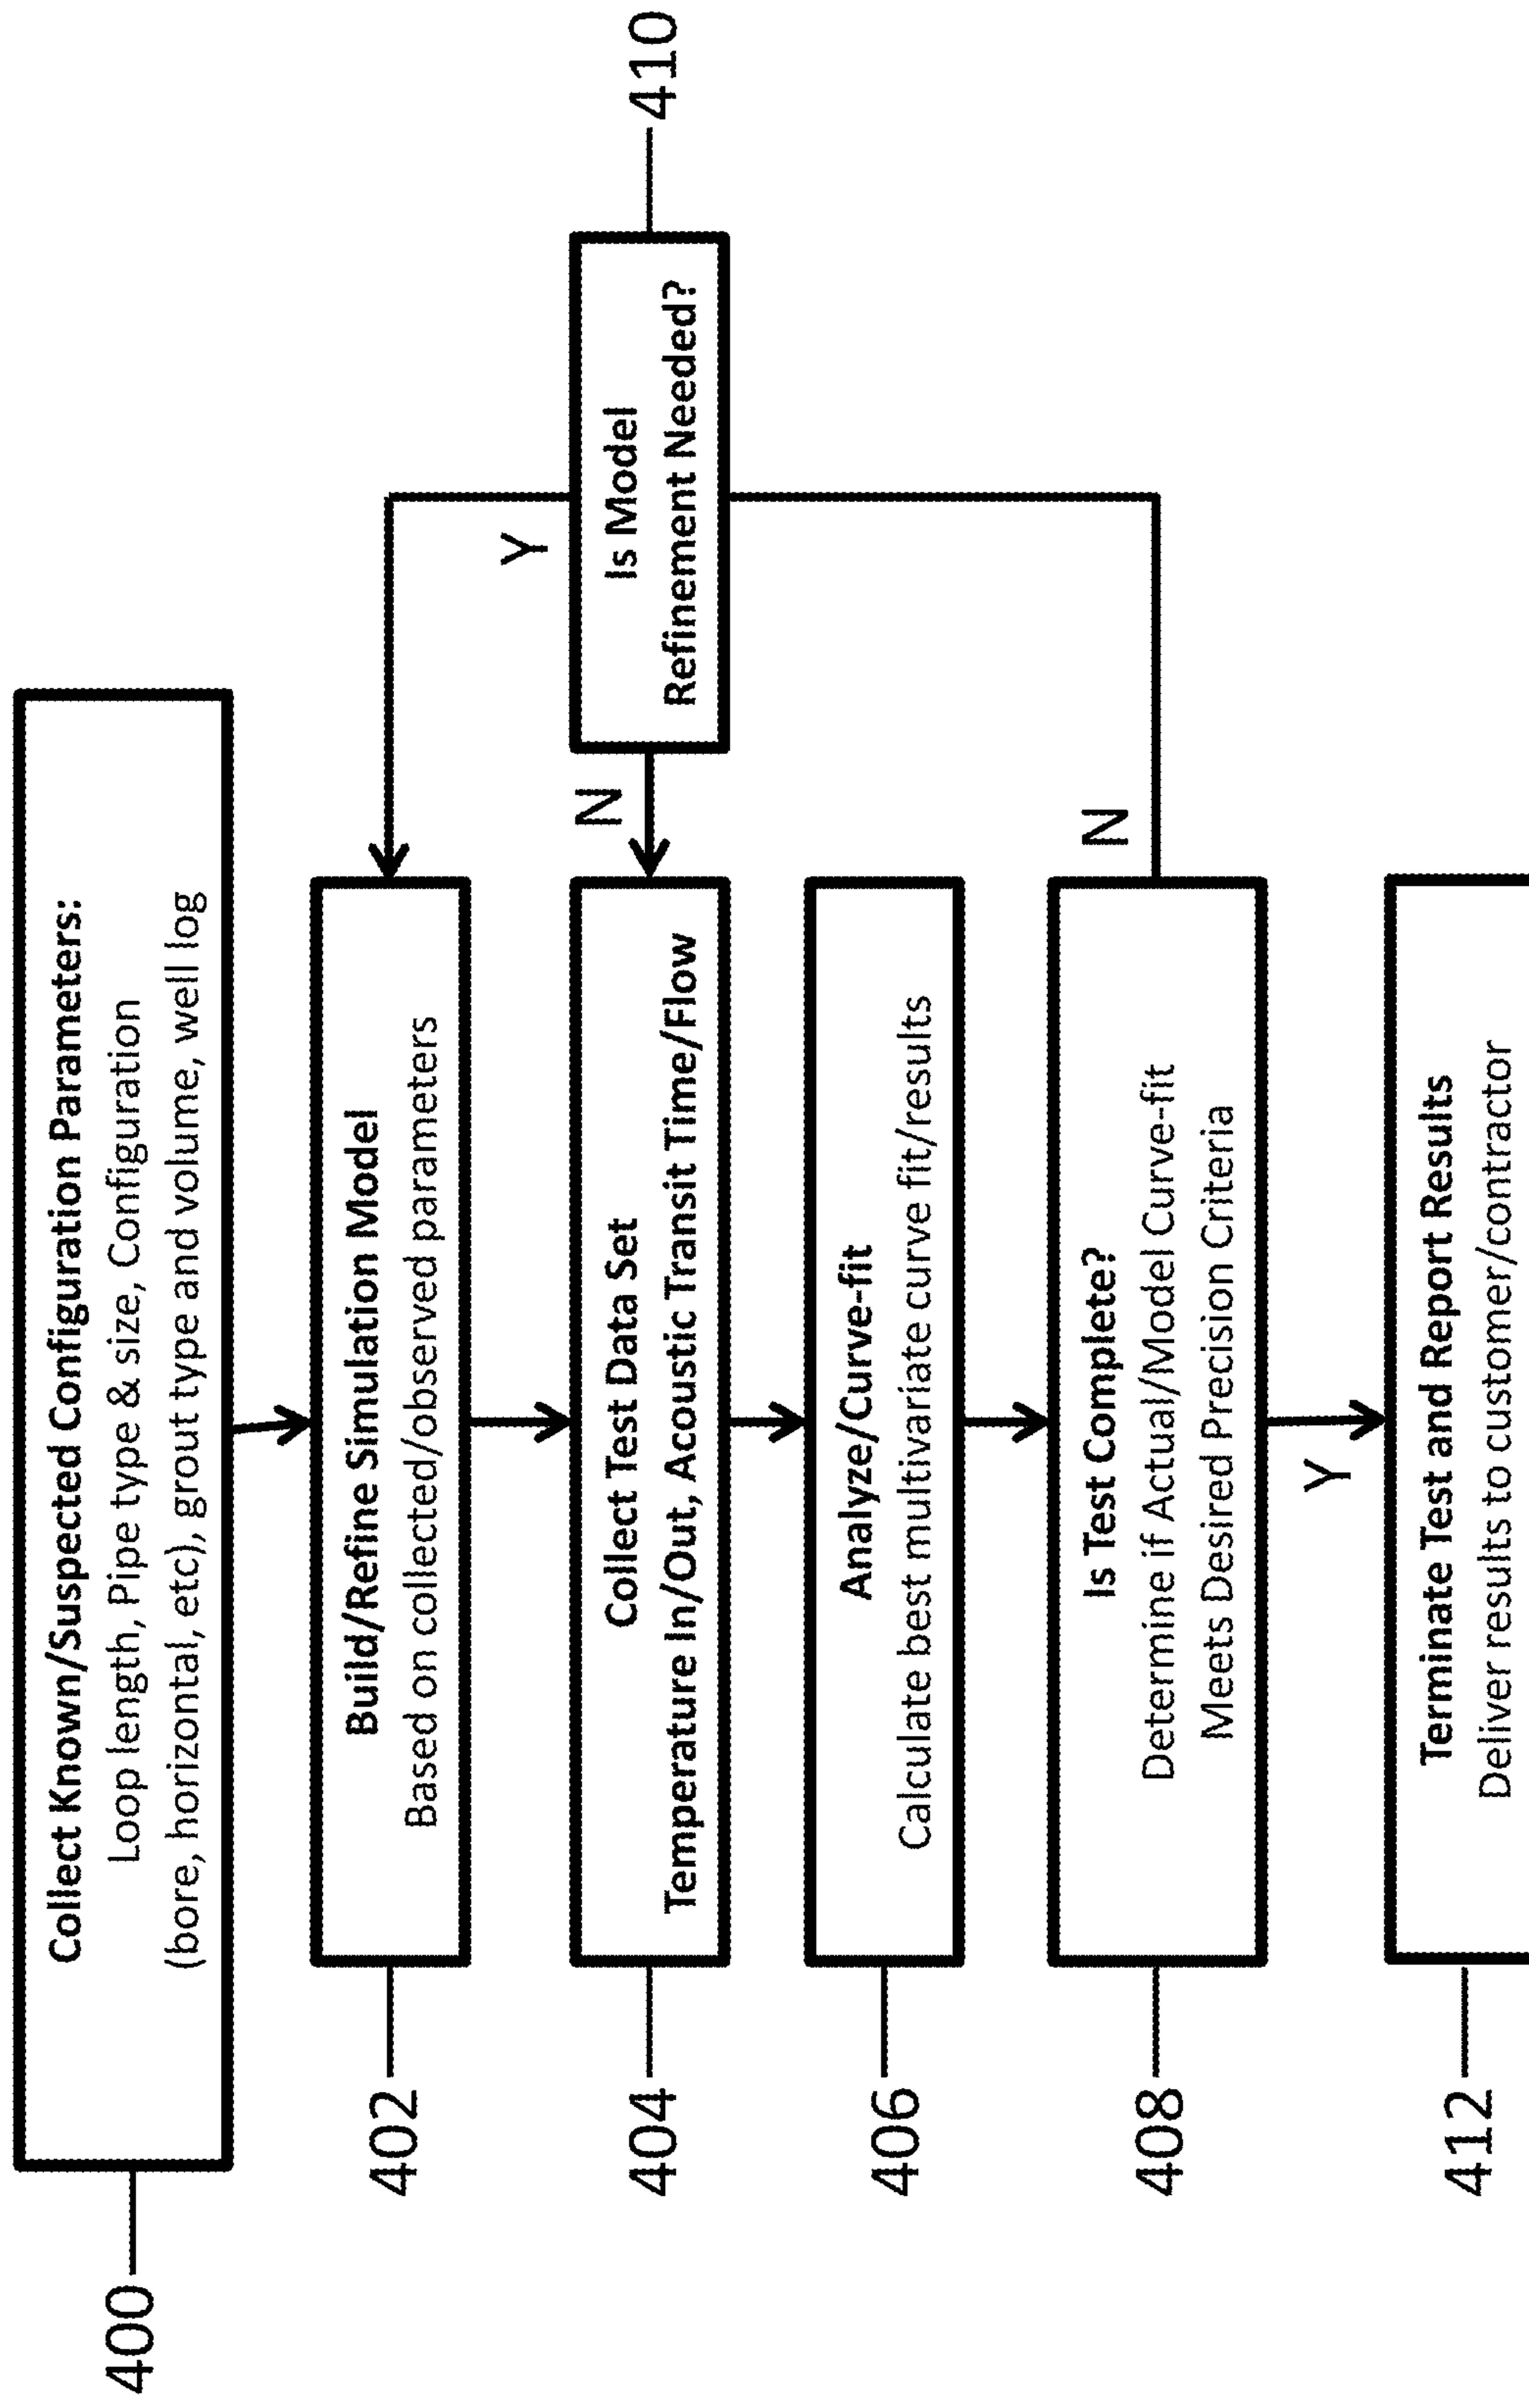 400
Collect Known/Suspected Configuration Parameters:
Loop length, Pipe type & size, Configuration
(bore, horizontal, etc), grout type and volume, well log
402
Build/Refine Simulation Model
Based on collected/observed parameters
Y
404
Collect Test Data Set
Temperature In/Out, Acoustic Transit Time/Flow
N
Is Model
Refinement Needed?
410
406
Analyze/Curve-fit
Calculate best multivariate curve fit/results
408
Is Test Complete?
Determine if Actual/Model Curve-fit
Meets Desired Precision Criteria
N
Y
412
Terminate Test and Report Results
Deliver results to customer/contractor